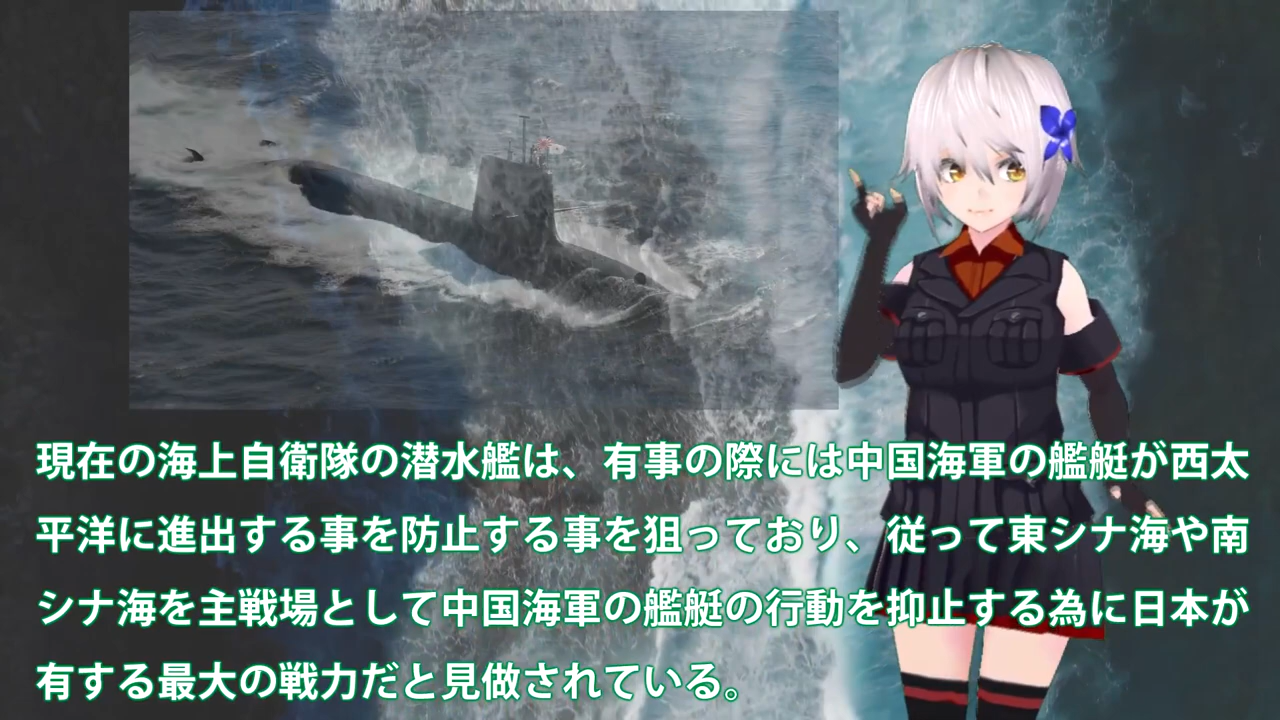 現在の海上自衛隊の潜水艦は、有事の際には中国海軍の艦艇が西太
平洋に進出する事を防止する事を狙っており、従って東シナ海や南
シナ海を主戦場として中国海軍の艦艇の行動を抑止する為に日本が
有する最大の戦力だと見做されている。